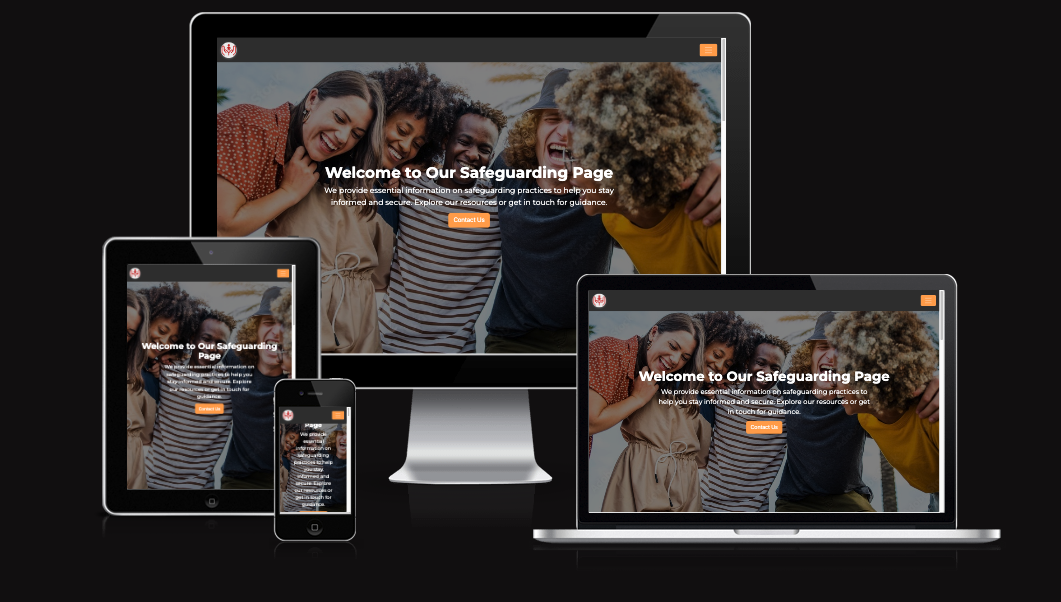 Welcome to Our Safeguarding Page
We provide essential information on safeguarding practices to help you stay
informed and secure. Explore our resources or get in touch for guidance.
Contact Us
Welcome to Our Safeguarding
Page
We provide essential information on
safeguarding practices to help you
stay informed and secure. Explore
our resources or get in touch for
guidance.
Contact Us
Page
We provide
essential
information on
safeguarding
practices to help
you stay
informed and
secure. Explore
our resources or
get in touch for
guidance.
Welcome to Our Safeguarding Page
We provide essential information on safeguarding practices to
help you stay informed and secure. Explore our resources or get
in touch for guidance.
Contact Us